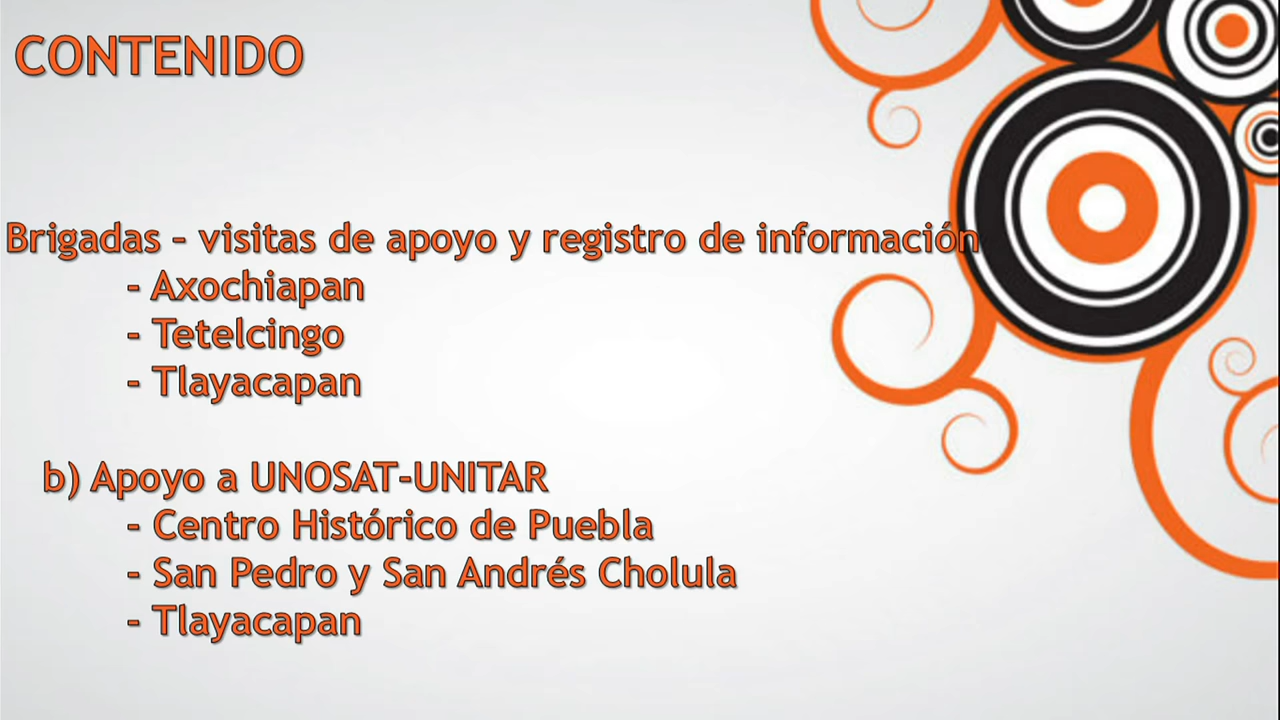 CONTENIDO
Brigadas – visitas de apoyo y registro de información
- Axochiapan
- Tetelcingo
- Tlayacapan
b) Apoyo a UNOSAT-UNITAR
- Centro Histórico de Puebla
- San Pedro y San Andrés Cholula
- Tlayacapan